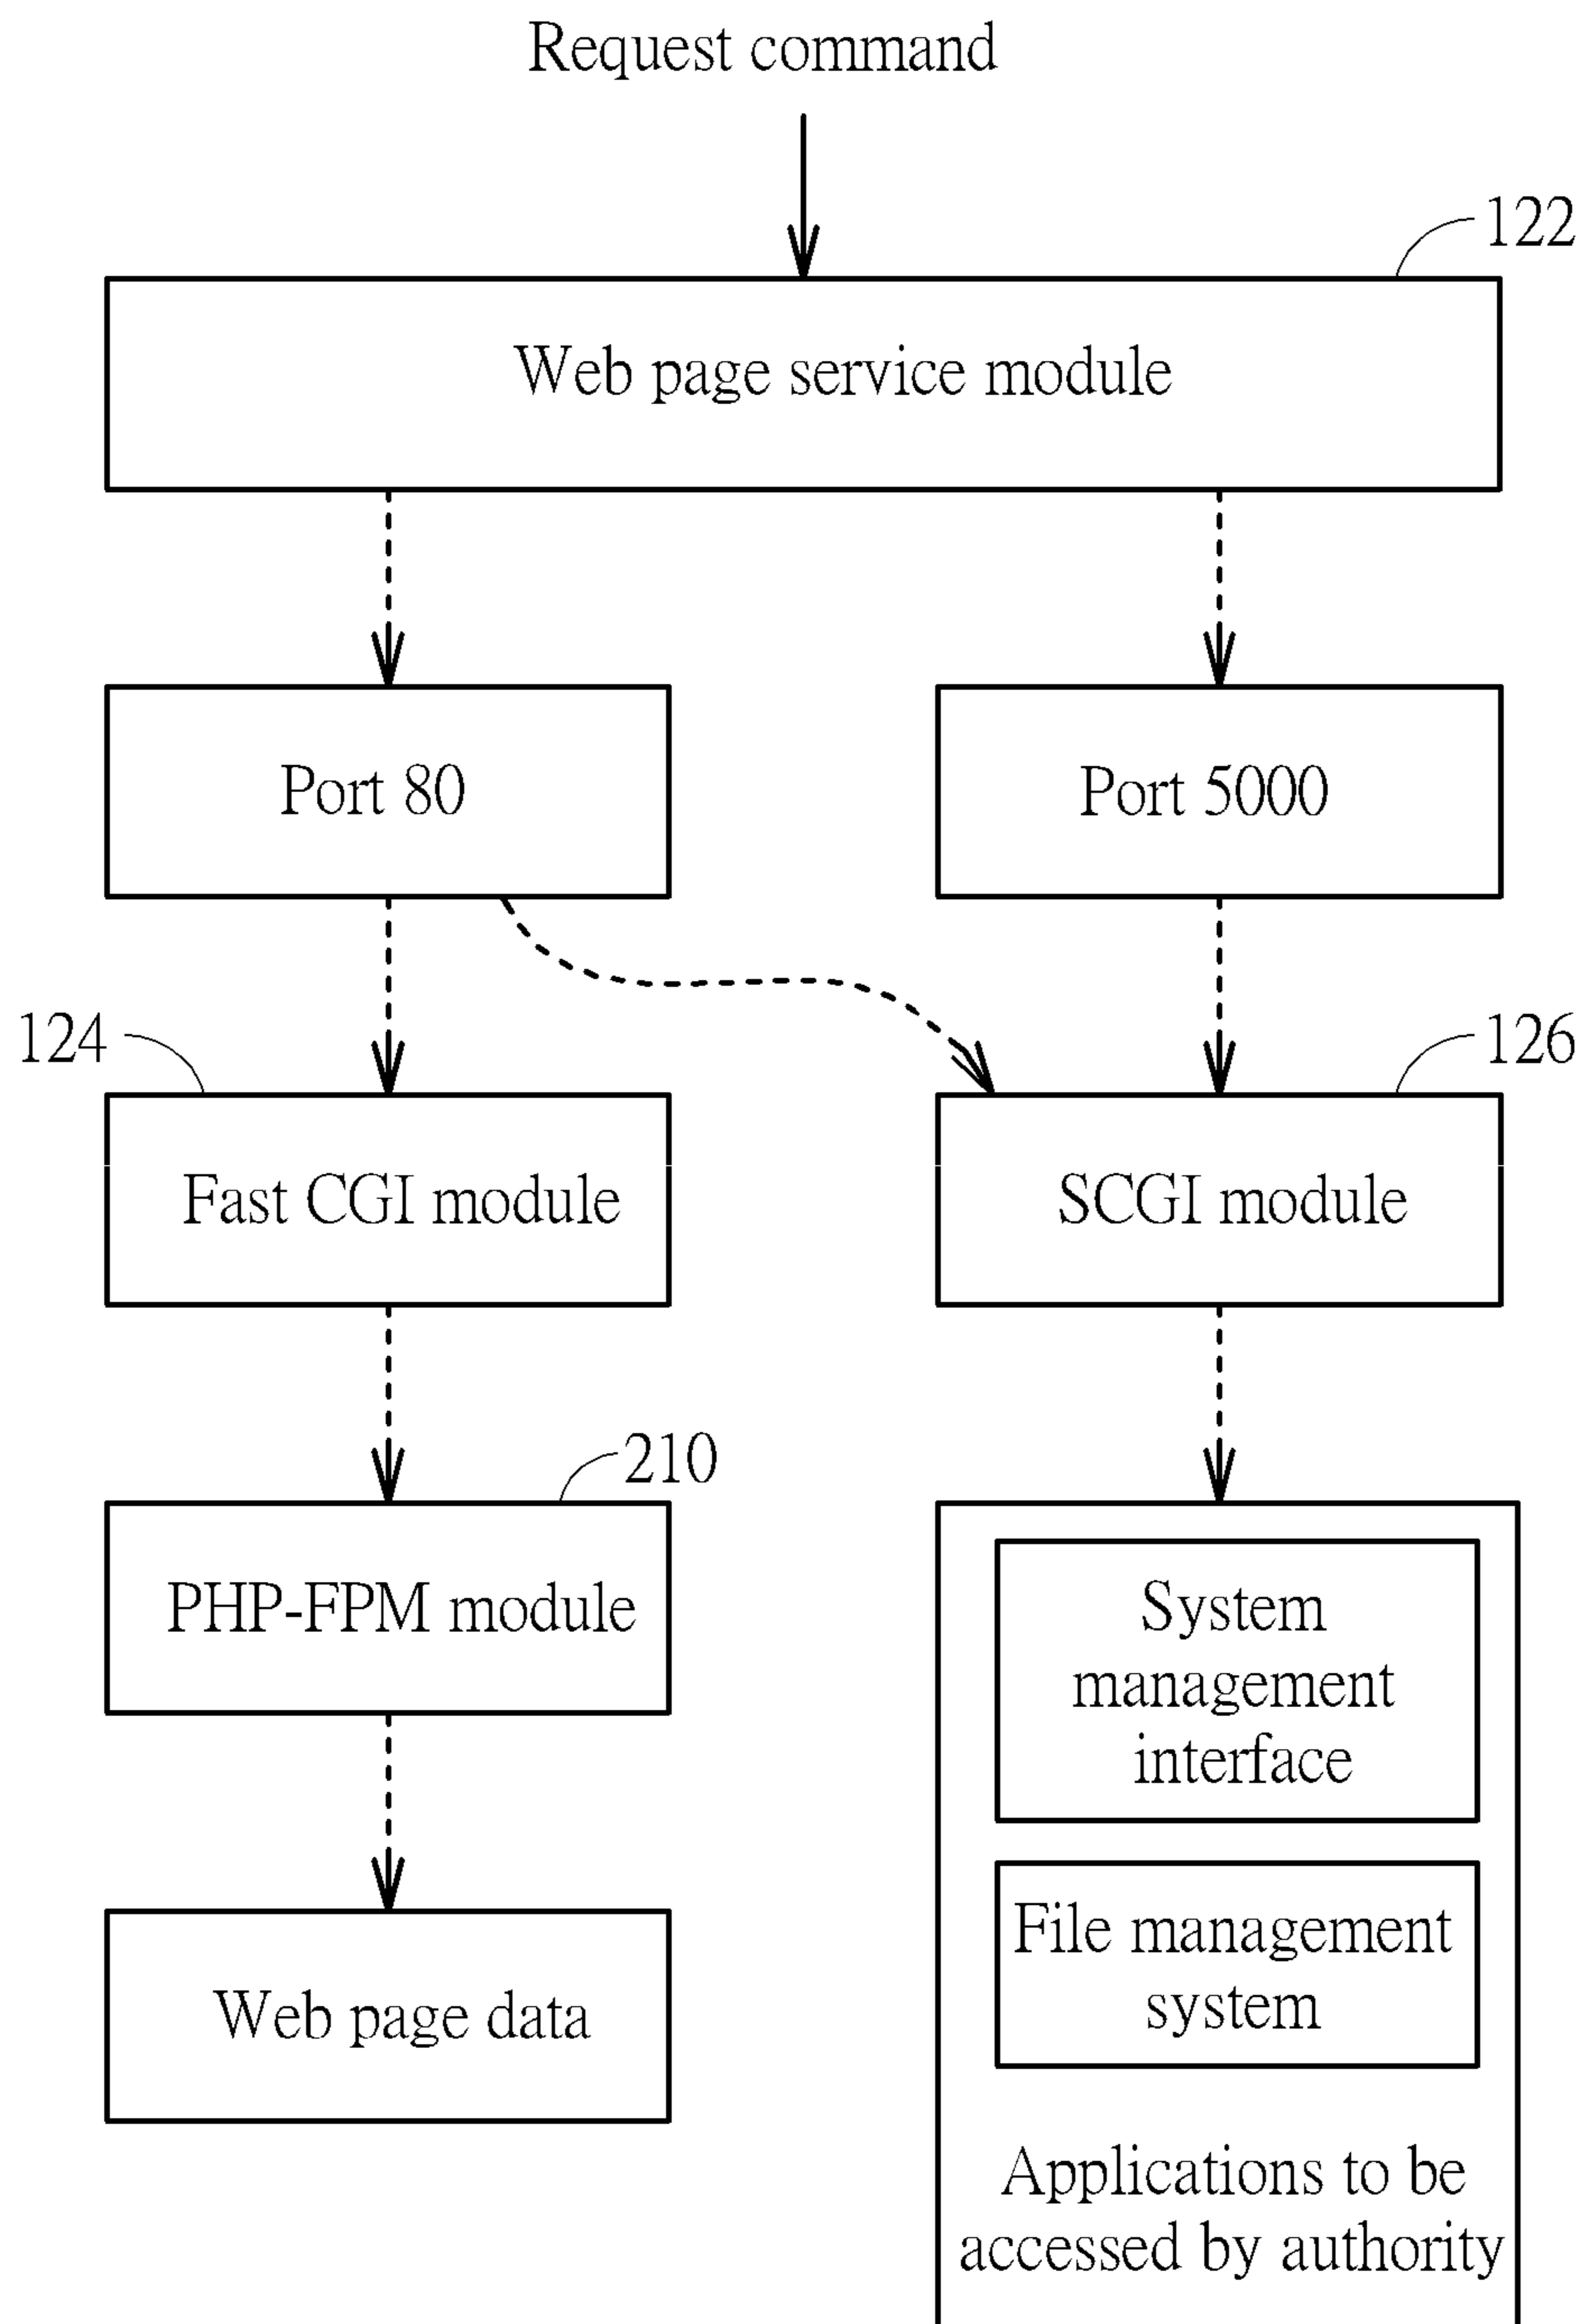 Request command
122
Web page service module
Port 80
Port 5000
124
126
Fast CGI module
SCGI module
210
PHP-FPM module
System
management
interface
File management
system
Web page data
Applications to be
accessed by authority